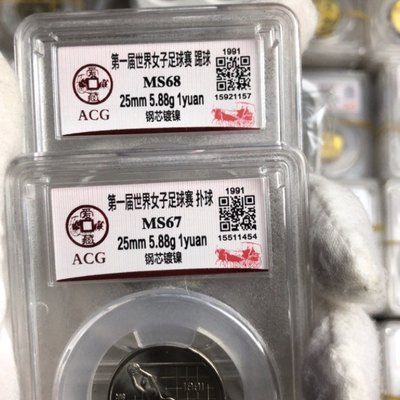 第一届世界女子足球赛 踢球
1991
MS68
25mm 5.88g 1yuan
15921157
钢芯镀镍
ACG
第一届世界女子足球赛 扑球
1991
MS67
25mm 5.88g 1yuan
15511454
钢芯镀镍
ACG
1991